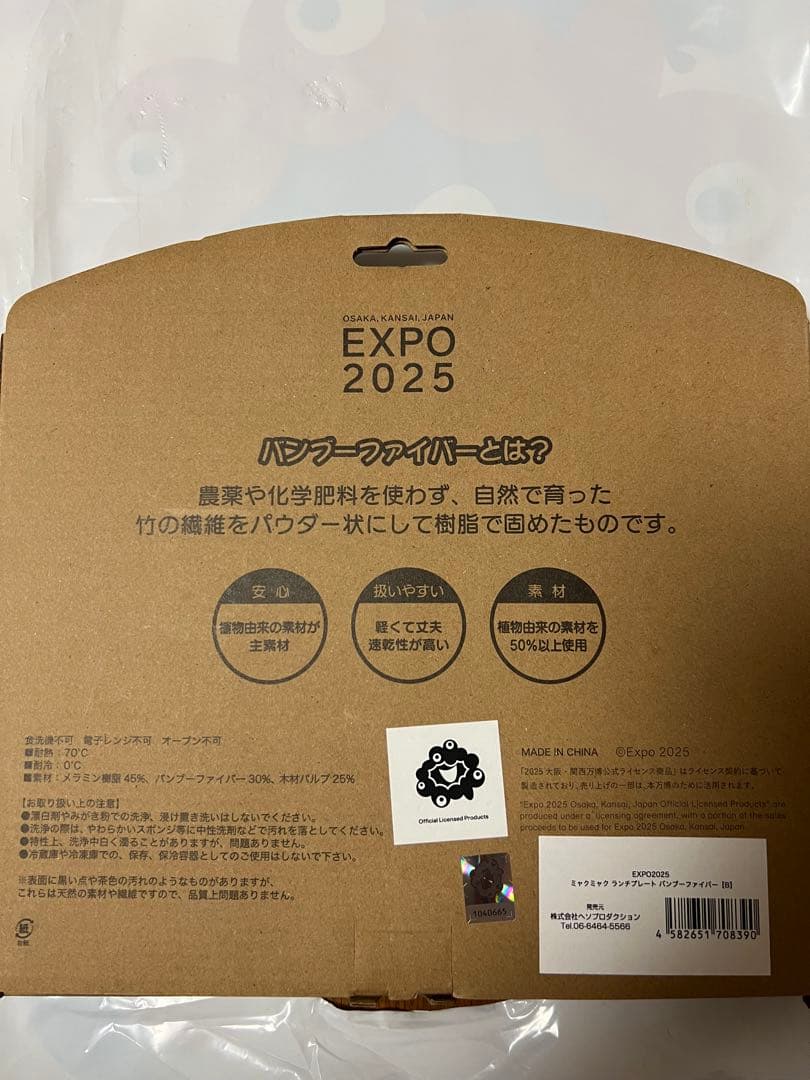 OSAKA, KANSAI, JAPAN
EXPO
2025
バンブーファイバーとは?
農薬や化学肥料を使わず、自然で育った
竹の繊維をパウダー状にして樹脂で固めたものです。
安心
植物由来の素材が
主素材
扱いやすい
軽くて丈夫
速乾性が高い
素材
植物由来の素材を
50%以上使用
食洗機不可 電子レンジ不可 オーブン不可
■耐熱:70℃
■耐冷:0℃
■素材:メラミン樹脂 45%、バンブーファイバー 30%、木材パルプ 25%
【お取り扱い上の注意】
●漂白剤やみがき粉での洗浄、浸け置き洗いはしないでください。
●洗浄の際は、やわらかいスポンジ等に中性洗剤などで汚れを落としてください。
●特性上、洗浄中白く濁ることがありますが、問題ありません。
●冷蔵庫や冷凍庫での、保存、保冷容器としてのご使用はしないで下さい。
※表面に黒い点や茶色の汚れのようなものがありますが、
これらは天然の素材や繊維ですので、品質上問題ありません。
紙
台紙
Official Licensed Products
1040665
MADE IN CHINA ©Expo 2025
「2025 大阪・関西万博公式ライセンス商品」はライセンス契約に基づいて
製造されており、売り上げの一部は、本万博のために活用されます。
"Expo 2025 Osaka, Kansai, Japan Official Licensed Products" are
produced under a licensing agreement, with a portion of the sales
proceeds to be used for Expo 2025 Osaka, Kansai, Japan
EXPO2025
ミャクミャク ランチプレート バンブーファイバー【B】
発売元
株式会社ヘソプロダクション
Tel.06-6464-5566
4 582651 708390